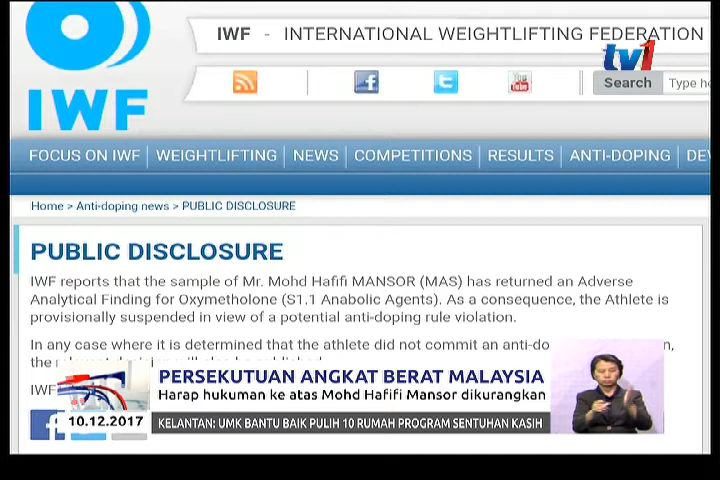 IWF - INTERNATIONAL WEIGHTLIFTING FEDERATION
tv1
IWF
Search Type
FOCUS ON IWF WEIGHTLIFTING NEWS COMPETITIONS RESULTS ANTI-DOPING
Home > Anti-doping news > PUBLIC DISCLOSURE
PUBLIC DISCLOSURE
IWF reports that the sample of Mr. Mohd Hafifi MANSOR (MAS) has returned an Adverse
Analytical Finding for Oxymetholone (S1.1 Anabolic Agents). As a consequence, the Athlete is
provisionally suspended in view of a potential anti-doping rule violation.
In any case where it is determined that the athlete did not commit an
the
IWF
PERSEKUTUAN ANGKAT BERAT MALAYSIA
Harap hukuman ke atas Mohd Hafifi Mansor dikurangkan
10.12.2017 KELANTAN: UMK BANTU BAIK PULIH 10 RUMAH PROGRAM SENTUHAN KASIH